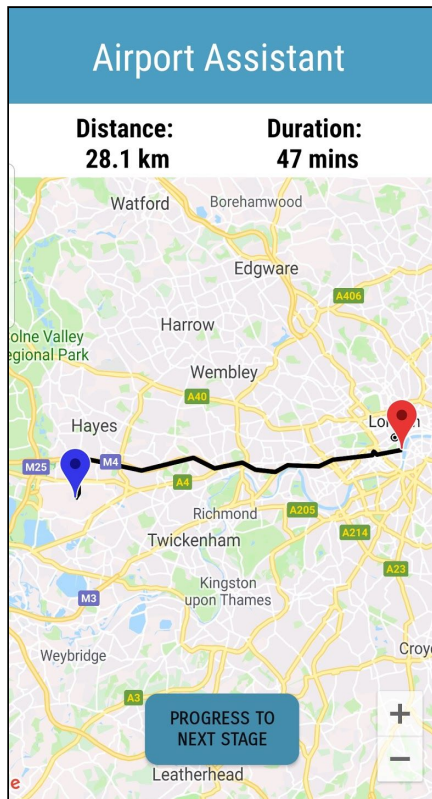 Airport Assistant
Distance:
28.1 km
Duration:
47 mins
Watford
Borehamwood
Edgware
A406
Harrow
olne Valley
egional Park
Wembley
A40
Hayes
M25
M4
A4
Richmond
A205
Twickenham
A214
A23
Kingston
upon Thames
M3
Weybridge
Croy
A3
PROGRESS TO
NEXT STAGE
+
−
Leatherhead
e